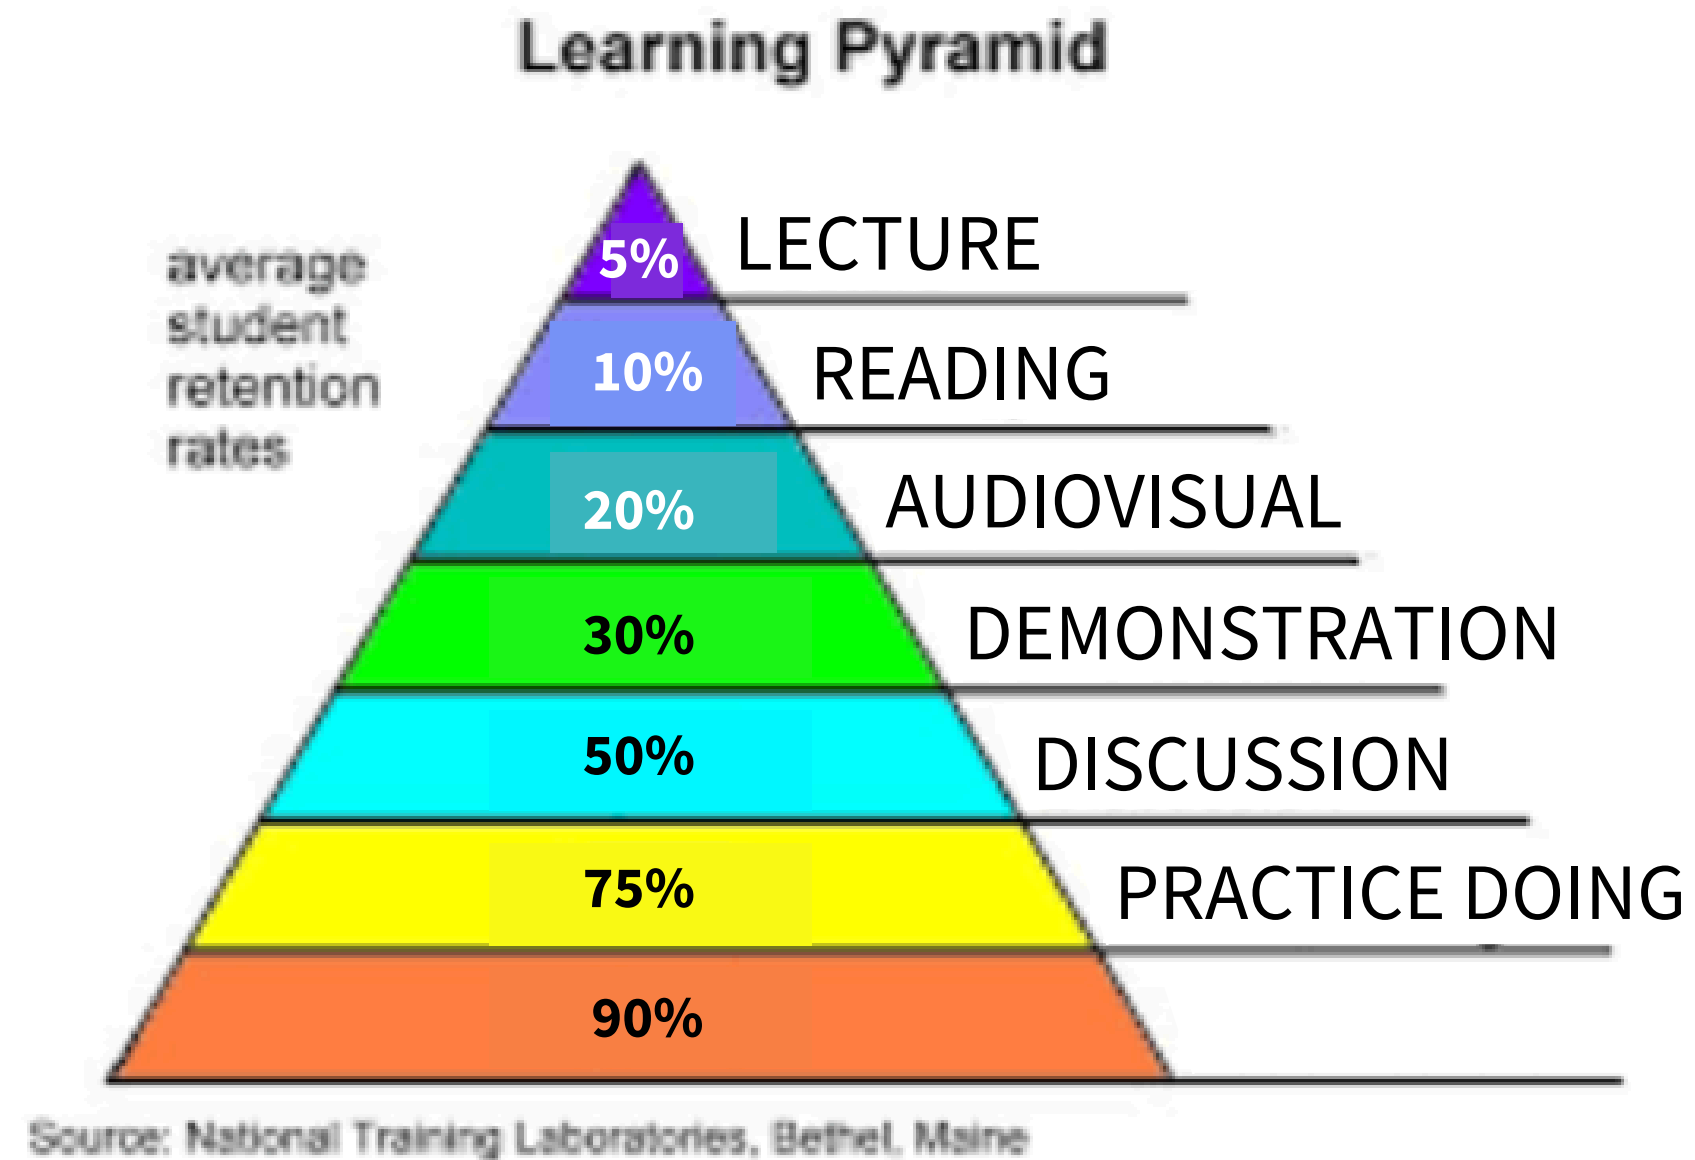 Learning Pyramid
average
student
retention
rates
5% LECTURE
10% READING
20% AUDIOVISUAL
30% DEMONSTRATION
50% DISCUSSION
75% PRACTICE DOING
90%
Source: National Training Laboratories, Bethel, Maine